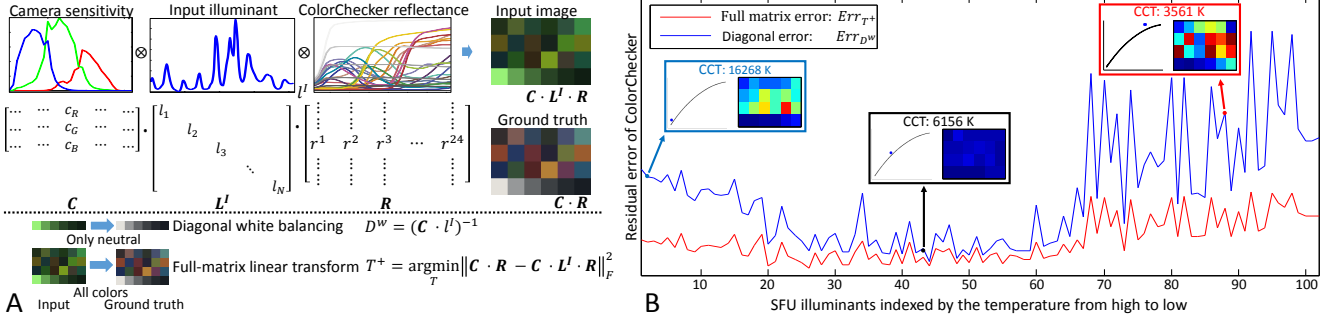 Camera sensitivity
Input illuminant
ColorChecker reflectance
Input image
⊗
⊗
l^I
C · L^I · R
Ground truth
C · R
⋯ ⋯ c_R ⋯ ⋯
⋯ ⋯ c_G ⋯ ⋯
⋯ ⋯ c_B ⋯ ⋯
·
l_1
l_2
l_3
⋱
l_N
·
⋮ ⋮ ⋮ ⋮
r^1 r^2 r^3 ⋯ r^24
⋮ ⋮ ⋮ ⋮
C
L^I
R
Only neutral
Diagonal white balancing D^w = (C · l^I)^−1
Full-matrix linear transform T^+ = argmin_T ‖C · R − C · L^I · R‖_F^2
All colors
Input
Ground truth
A
Full matrix error: Err_T^+
Diagonal error: Err_D^w
CCT: 16268 K
CCT: 6156 K
CCT: 3561 K
Residual error of ColorChecker
10 20 30 40 50 60 70 80 90 100
SFU illuminants indexed by the temperature from high to low
B